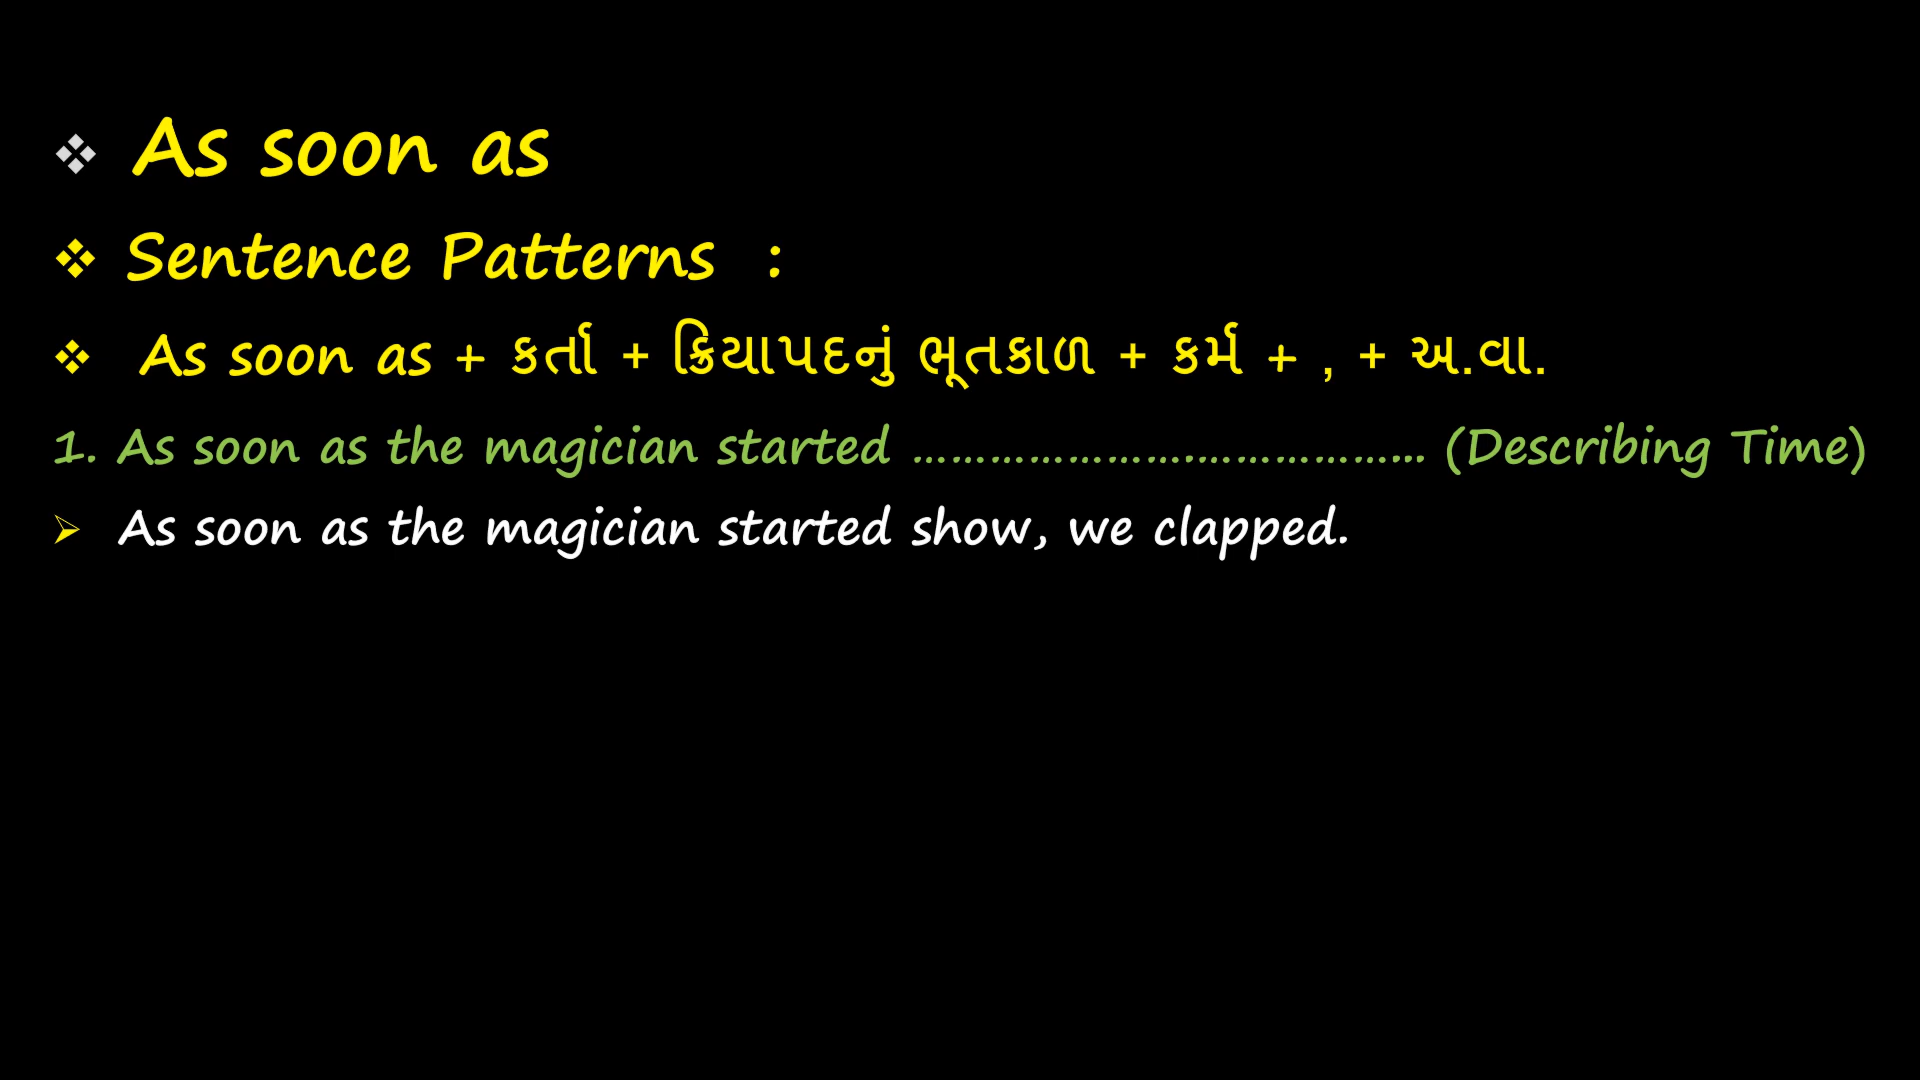 ❖ As soon as
❖ Sentence Patterns :
❖ As soon as + કર્તા + ક્રિયાપદનું ભૂતકાળ + કર્મ + , + અ.વા.
1. As soon as the magician started ………………….……………... (Describing Time)
➢ As soon as the magician started show, we clapped.